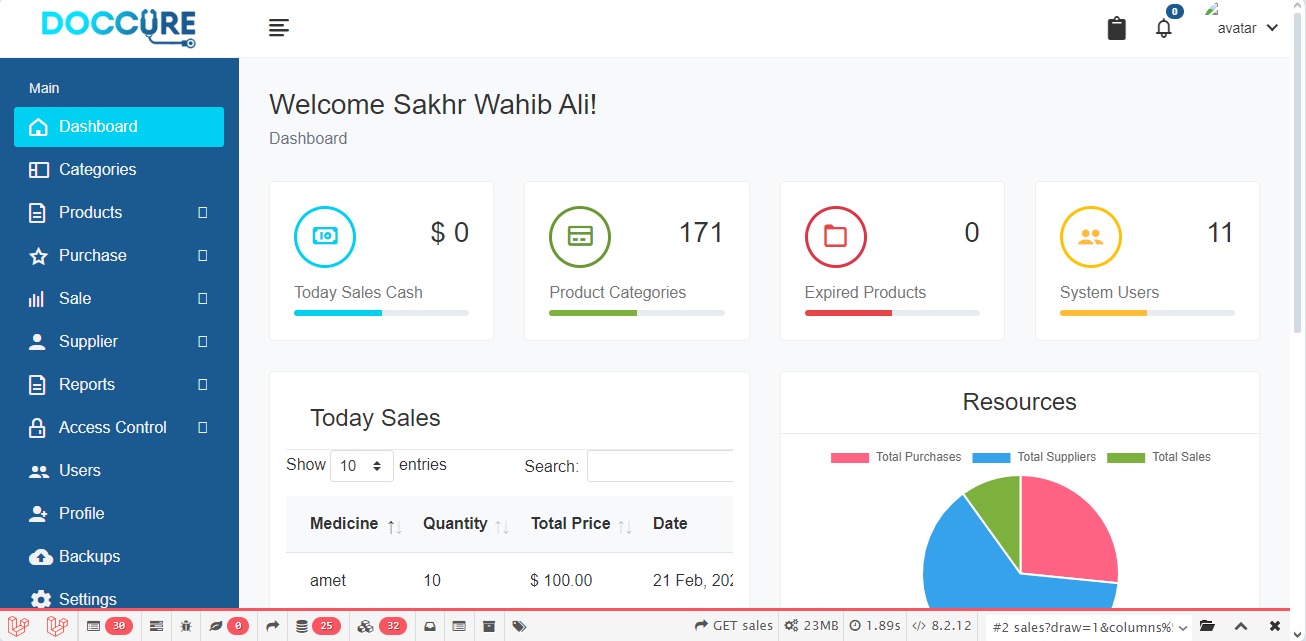 DOCCURE
0
avatar
Main
Dashboard
Categories
Products
Purchase
Sale
Supplier
Reports
Access Control
Users
Profile
Backups
Settings
Welcome Sakhr Wahib Ali!
Dashboard
$ 0
Today Sales Cash
171
Product Categories
0
Expired Products
11
System Users
Today Sales
Show 10 entries
Search:
Medicine Quantity Total Price Date
amet 10 $ 100.00 21 Feb, 202
Resources
Total Purchases Total Suppliers Total Sales
30 0 25 32 GET sales 23MB 1.89s 8.2.12 #2 sales?draw=1&columns%